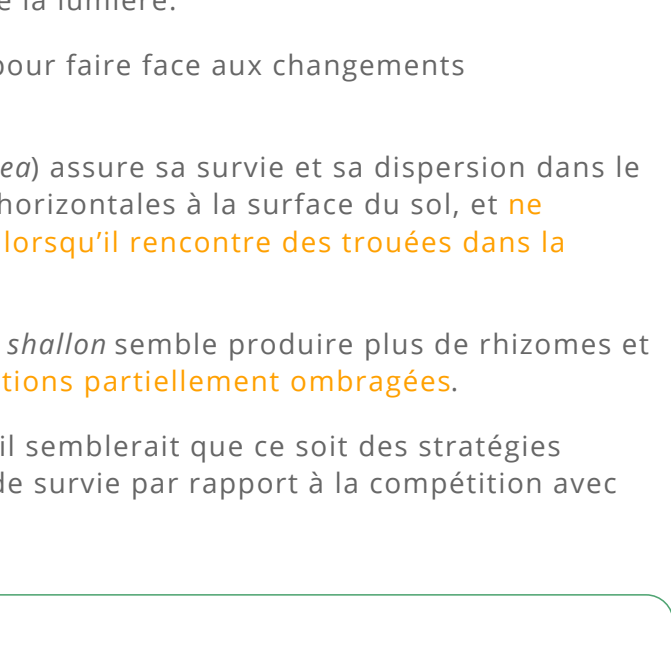 e la lumière.
pour faire face aux changements
ea) assure sa survie et sa dispersion dans le
horizontales à la surface du sol, et ne
lorsqu’il rencontre des trouées dans la
shallon semble produire plus de rhizomes et
tions partiellement ombragées.
il semblerait que ce soit des stratégies
de survie par rapport à la compétition avec